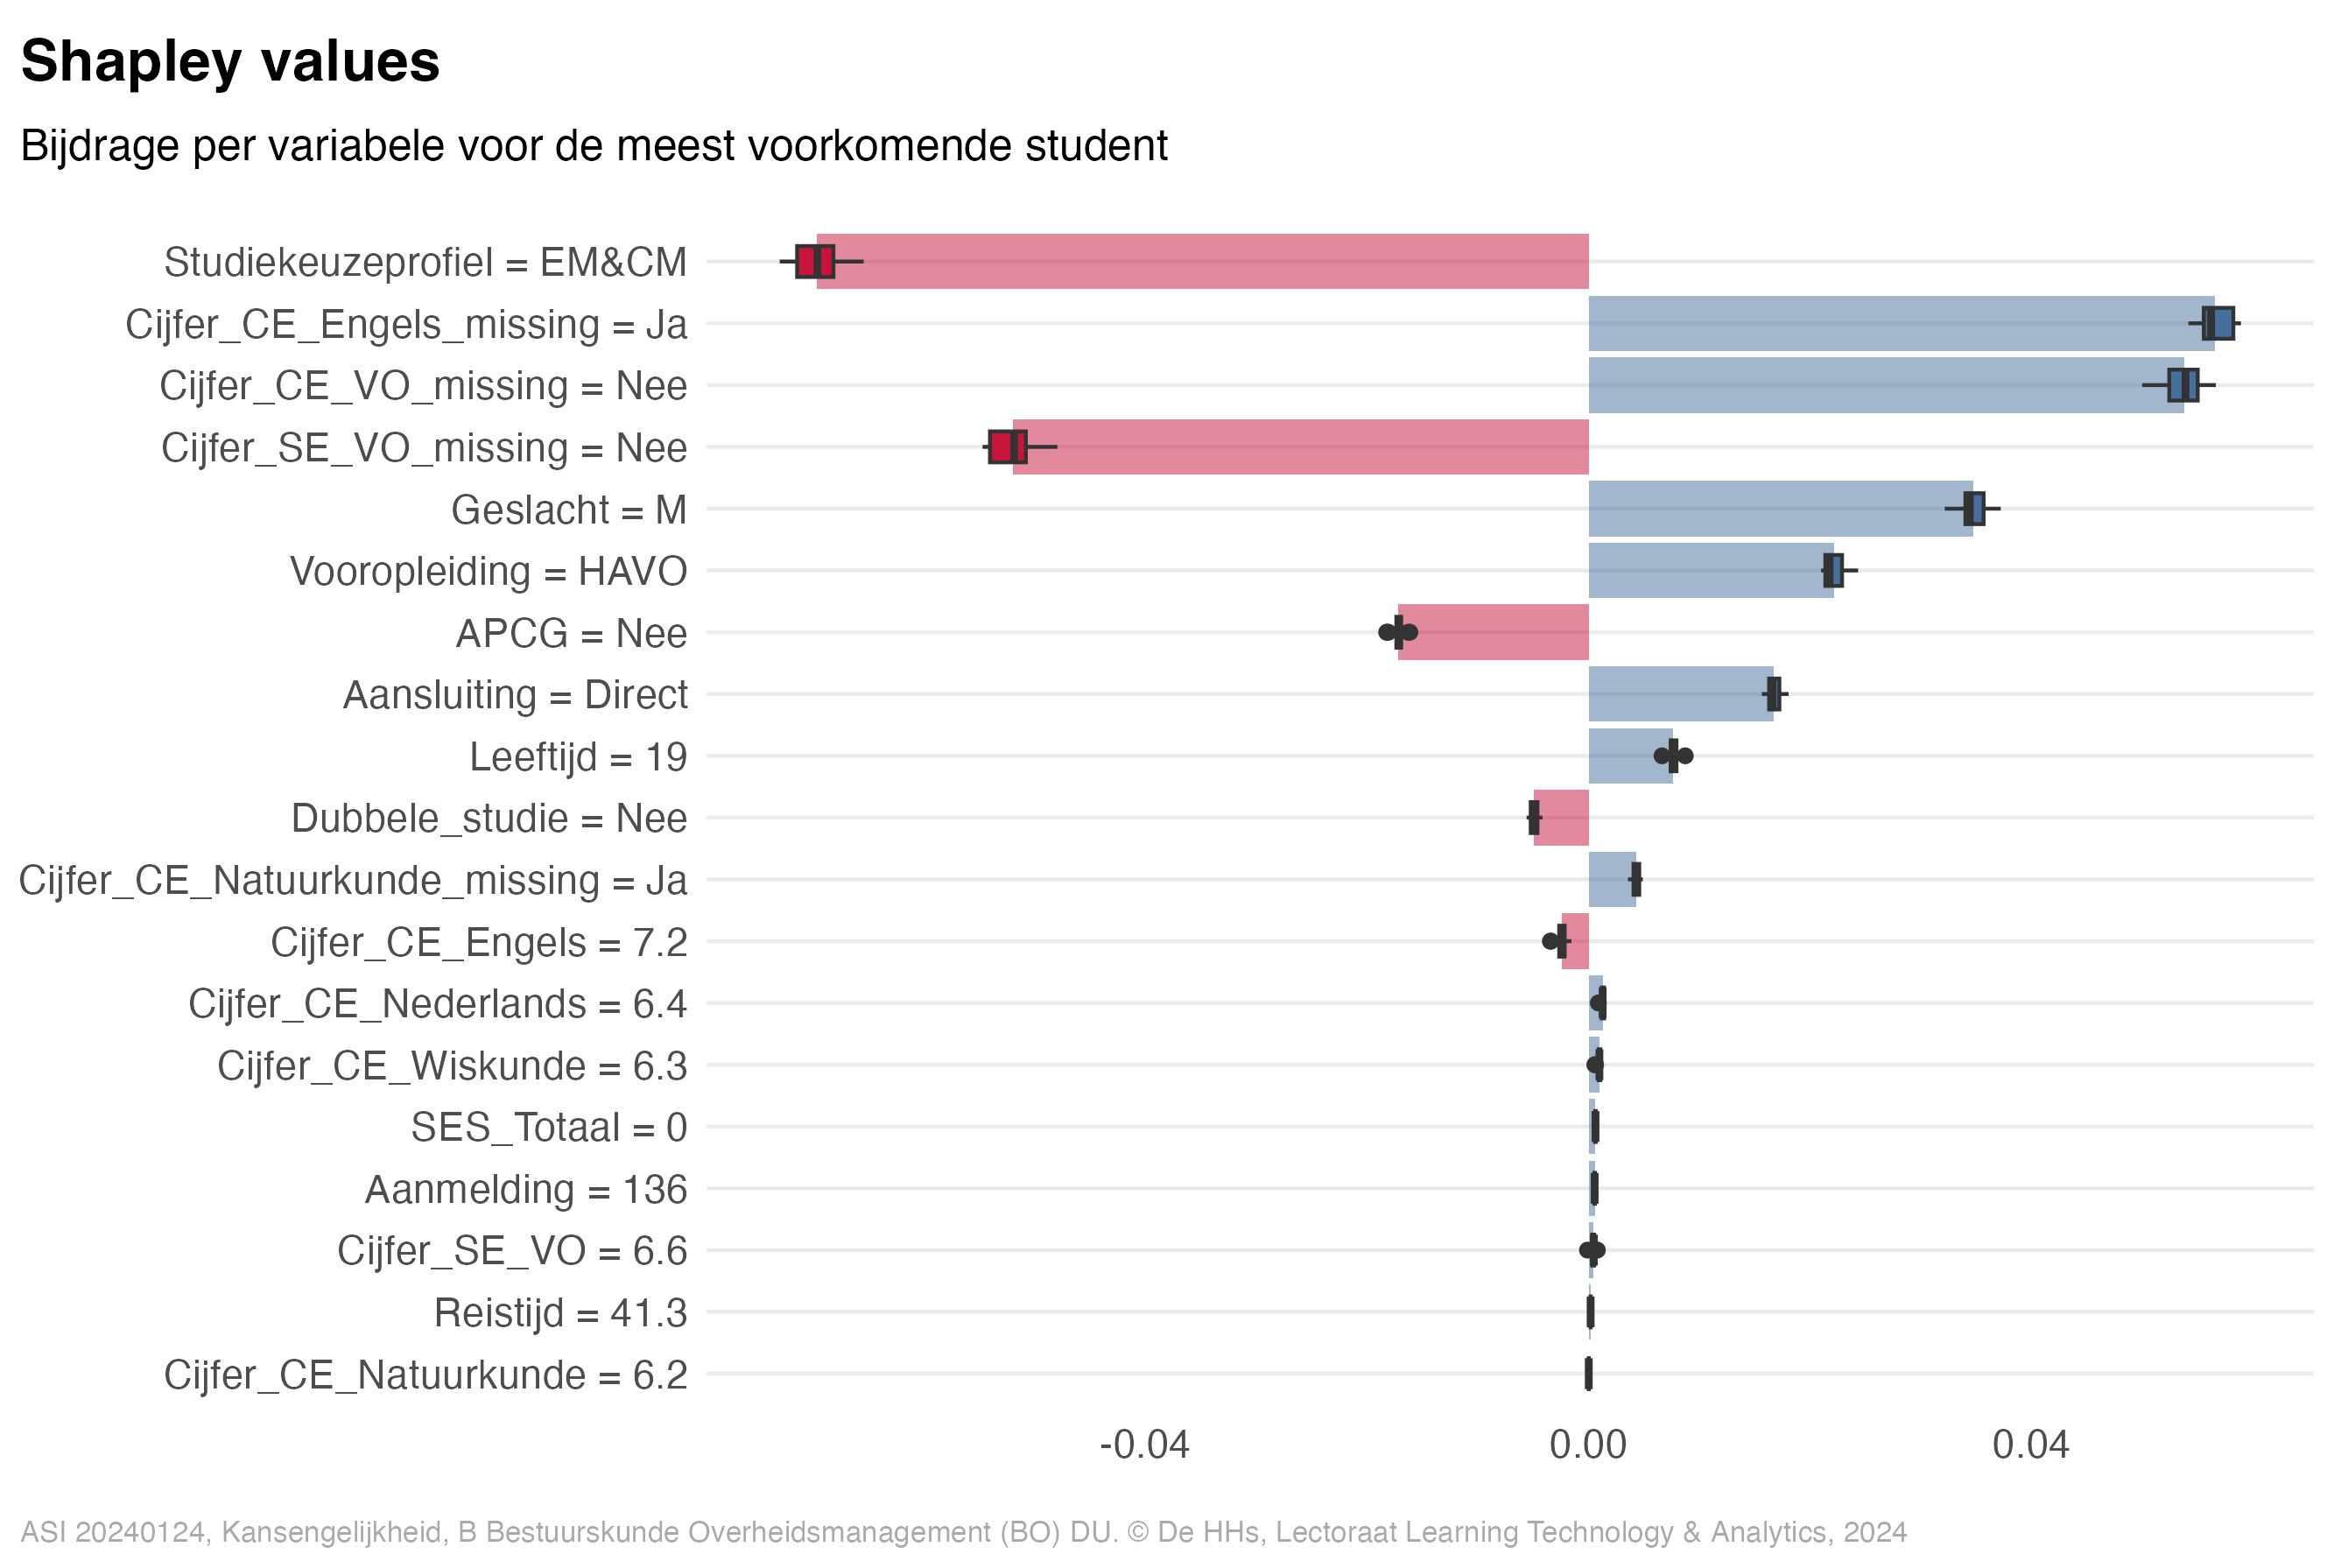 Shapley values
Bijdrage per variabele voor de meest voorkomende student
Studiekeuzeprofiel = EM&CM
Cijfer_CE_Engels_missing = Ja
Cijfer_CE_VO_missing = Nee
Cijfer_SE_VO_missing = Nee
Geslacht = M
Vooropleiding = HAVO
APCG = Nee
Aansluiting = Direct
Leeftijd = 19
Dubbele_studie = Nee
Cijfer_CE_Natuurkunde_missing = Ja
Cijfer_CE_Engels = 7.2
Cijfer_CE_Nederlands = 6.4
Cijfer_CE_Wiskunde = 6.3
SES_Totaal = 0
Aanmelding = 136
Cijfer_SE_VO = 6.6
Reistijd = 41.3
Cijfer_CE_Natuurkunde = 6.2
-0.04 0.00 0.04
ASI 20240124, Kansengelijkheid, B Bestuurskunde Overheidsmanagement (BO) DU. © De HHs, Lectoraat Learning Technology & Analytics, 2024